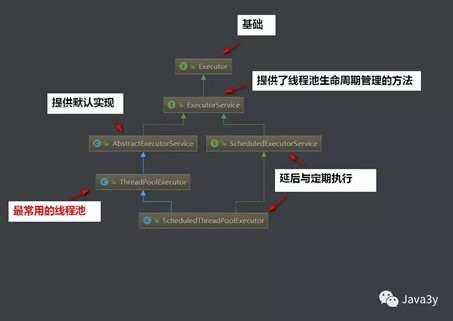 基础
Executor
提供了线程池生命周期管理的方法
提供默认实现
ExecutorService
AbstractExecutorService
ScheduledExecutorService
延后与定期执行
ThreadPoolExecutor
最常用的线程池
ScheduledThreadPoolExecutor
Java3y